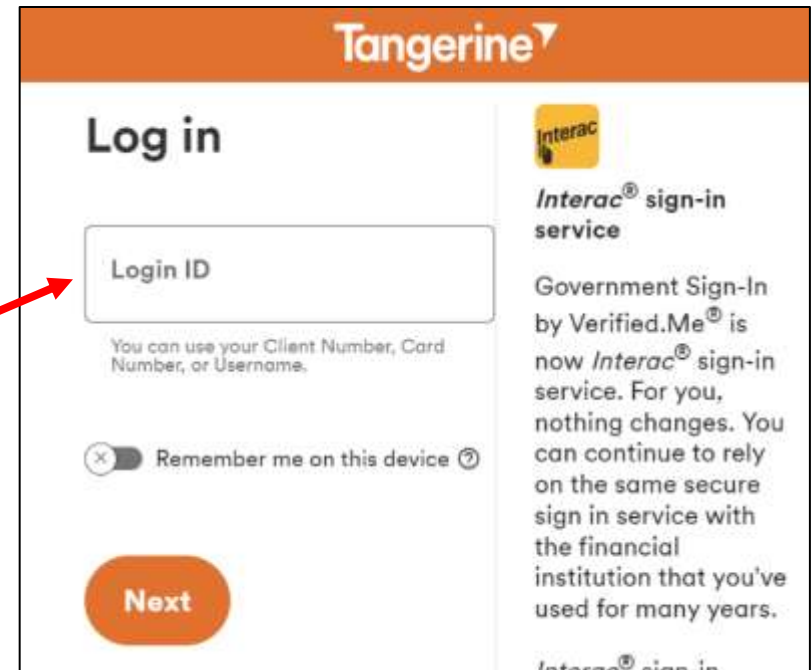 Tangerine
Log in
Login ID
You can use your Client Number, Card
Number, or Username.
Remember me on this device
Next
Interac
Interac® sign-in
service
Government Sign-In
by Verified.Me® is
now Interac® sign-in
service. For you,
nothing changes. You
can continue to rely
on the same secure
sign in service with
the financial
institution that you've
used for many years.
Interac® sign-in